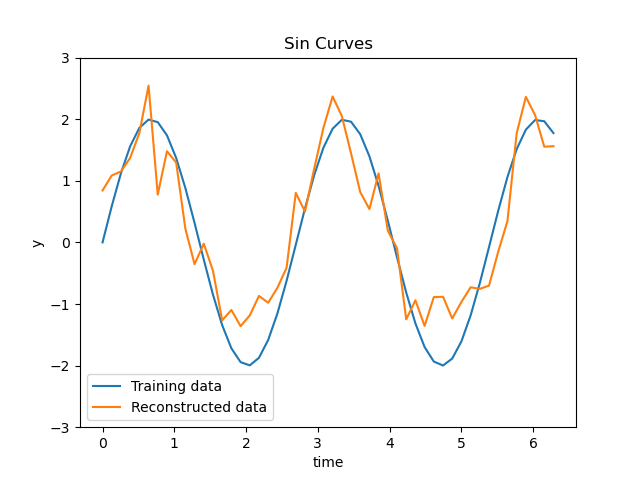 Sin Curves
3
2
1
0
−1
−2
−3
y
Training data
Reconstructed data
0 1 2 3 4 5 6
time